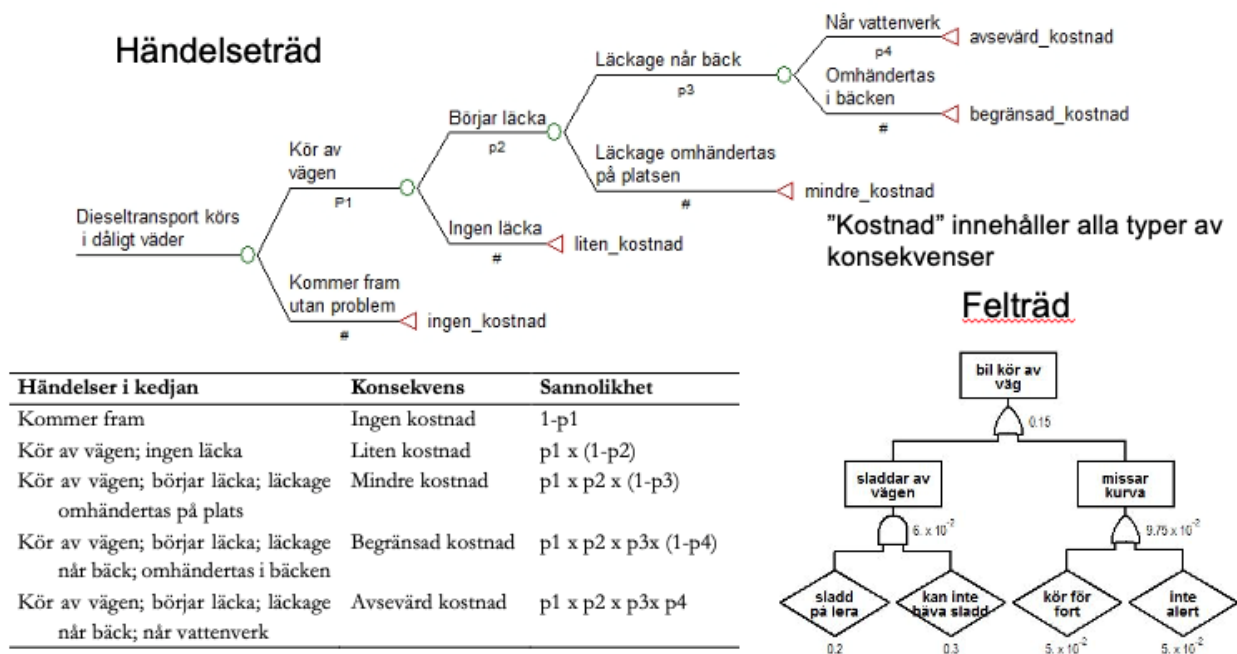 Händelseträd
Når vattenverk
p4
avsevärd_kostnad
Läckage når bäck
p3
Omhändertas
i bäcken
#
begränsad_kostnad
Börjar läcka
p2
Läckage omhändertas
på platsen
#
mindre_kostnad
Kör av
vägen
P1
Ingen läcka
#
liten_kostnad
Dieseltransport körs
i dåligt väder
Kommer fram
utan problem
#
ingen_kostnad
"Kostnad" innehåller alla typer av
konsekvenser
Felträd
Händelser i kedjan Konsekvens Sannolikhet
Kommer fram Ingen kostnad 1-p1
Kör av vägen; ingen läcka Liten kostnad p1 x (1-p2)
Kör av vägen; börjar läcka; läckage Mindre kostnad p1 x p2 x (1-p3)
omhändertas på plats
Kör av vägen; börjar läcka; läckage Begränsad kostnad p1 x p2 x p3x (1-p4)
når bäck; omhändertas i bäcken
Kör av vägen; börjar läcka; läckage Avsevärd kostnad p1 x p2 x p3x p4
når bäck; når vattenverk
bil kör av
väg
0.15
sladdar av
vägen
6. x 10⁻²
missar
kurva
9.75 x 10⁻²
sladd
på lera
0.2
kan inte
häva sladd
0.3
kör för
fort
5. x 10⁻²
inte
alert
5. x 10⁻²